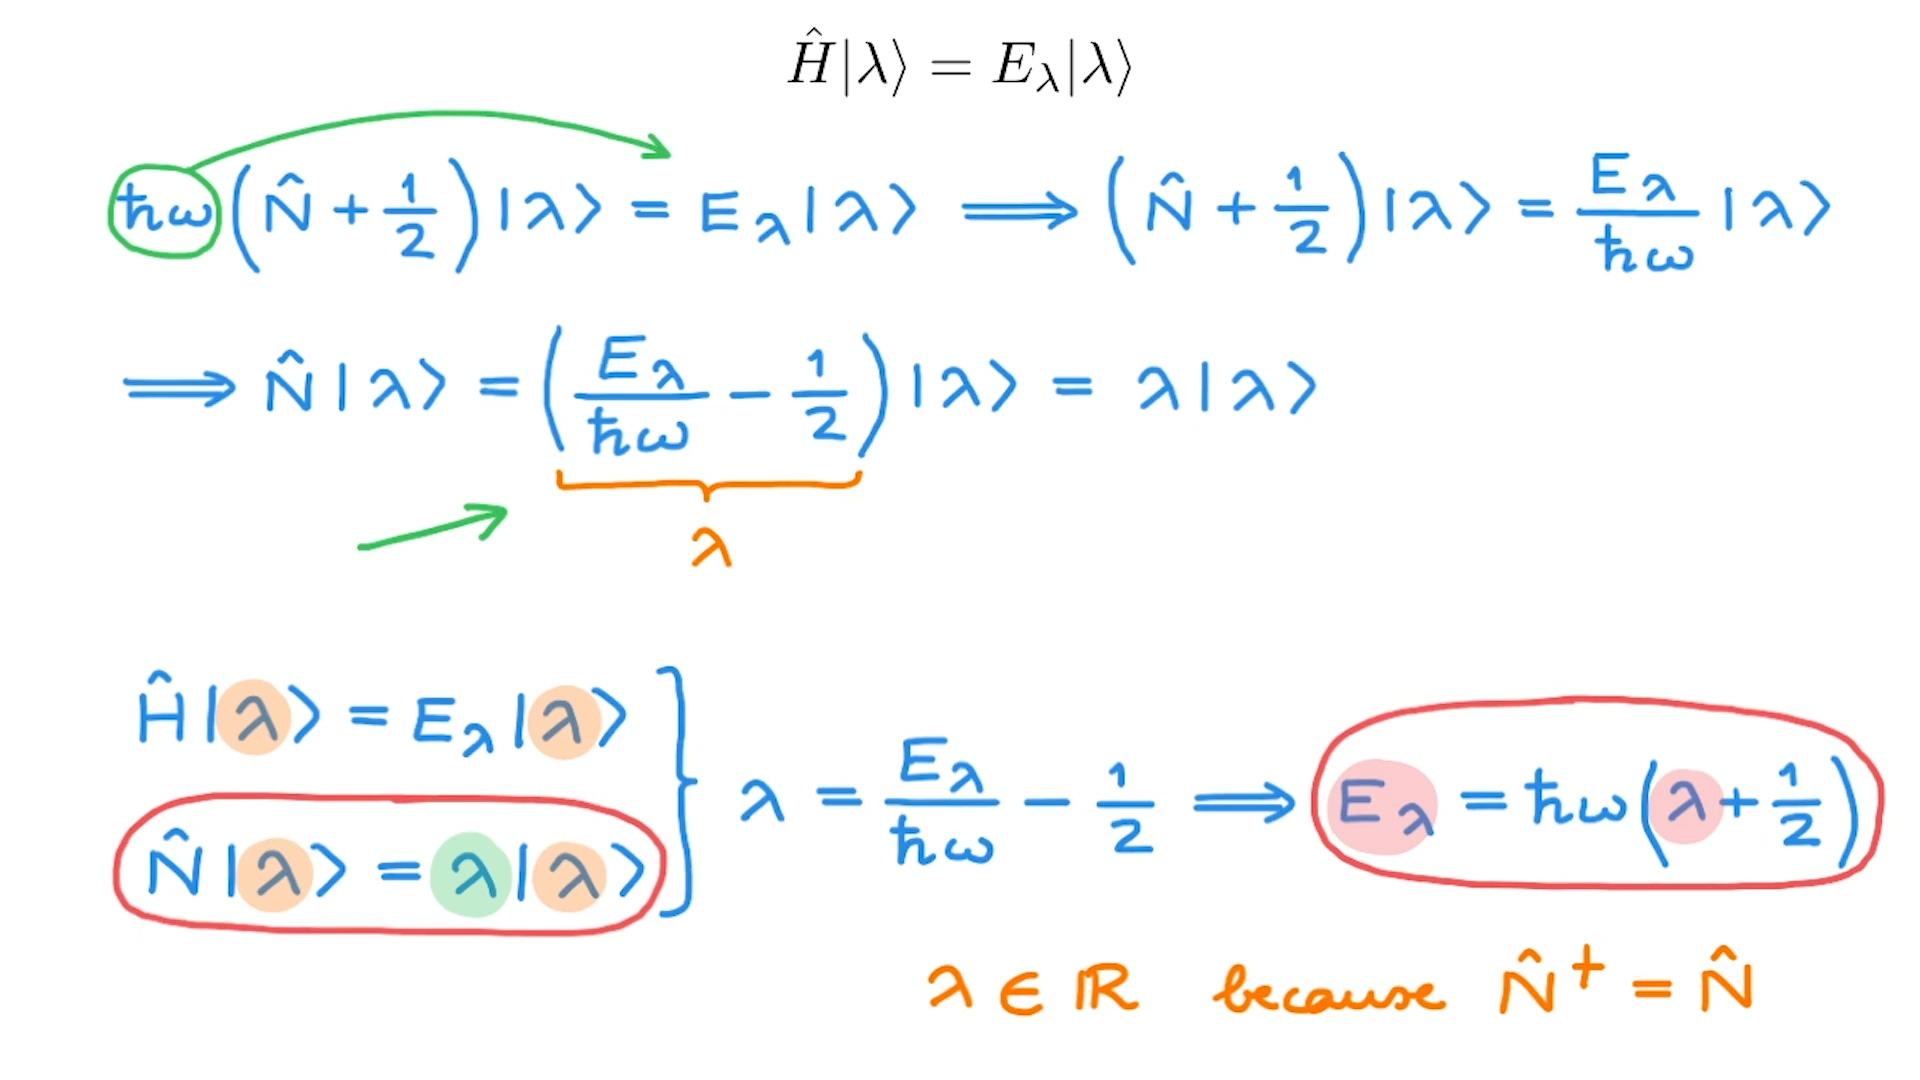 Ĥ|λ⟩ = E_λ|λ⟩
ħω(N̂ + 1/2)|λ⟩ = E_λ|λ⟩ ⟹ (N̂ + 1/2)|λ⟩ = E_λ/ħω |λ⟩
⟹ N̂|λ⟩ = (E_λ/ħω − 1/2)|λ⟩ = λ|λ⟩
λ
Ĥ|λ⟩ = E_λ|λ⟩
N̂|λ⟩ = λ|λ⟩
} λ = E_λ/ħω − 1/2 ⟹ E_λ = ħω(λ + 1/2)
λ ∈ ℝ because N̂† = N̂